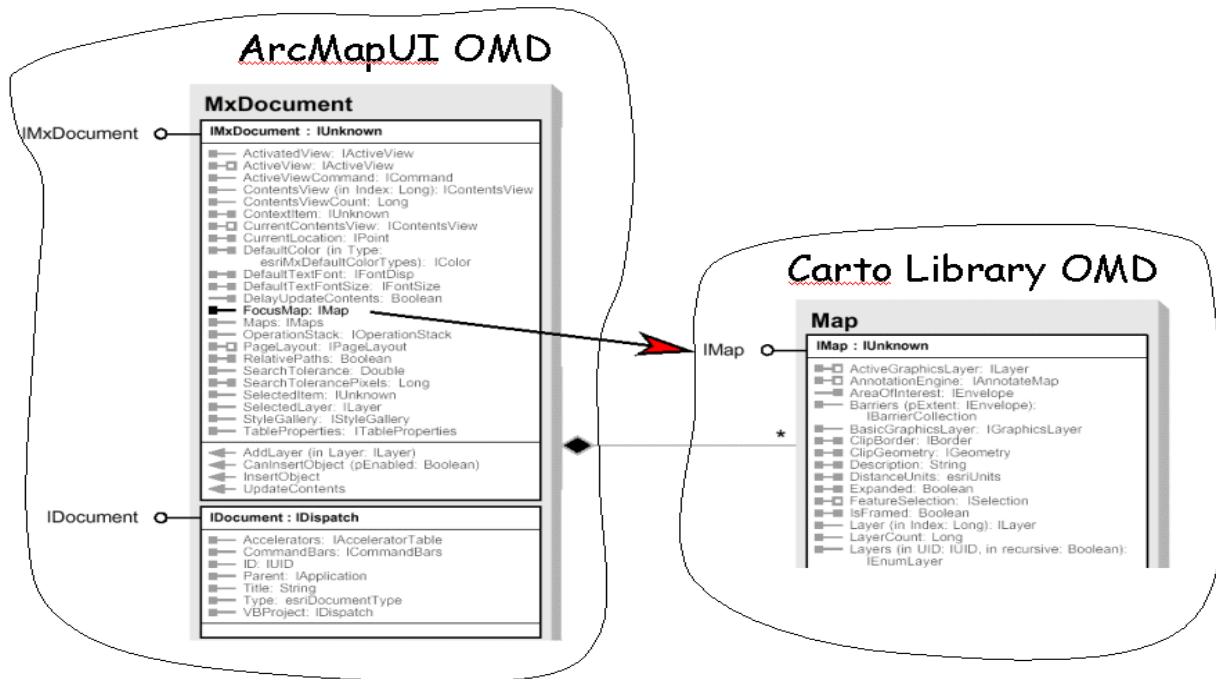 ArcMapUI OMD
MxDocument
IMxDocument
IMxDocument : IUnknown
ActivatedView: IActiveView
ActiveView: IActiveView
ActiveViewCommand: ICommand
ContentsView (in Index: Long): IContentsView
ContentsViewCount: Long
ContextItem: IUnknown
CurrentContentsView: IContentsView
CurrentLocation: IPoint
DefaultColor (in Type:
esriMxDefaultColorTypes): IColor
DefaultTextFont: IFontDisp
DefaultTextFontSize: IFontSize
DelayUpdateContents: Boolean
FocusMap: IMap
Maps: IMaps
OperationStack: IOperationStack
PageLayout: IPageLayout
RelativePaths: Boolean
SearchTolerance: Double
SearchTolerancePixels: Long
SelectedItem: IUnknown
SelectedLayer: ILayer
StyleGallery: IStyleGallery
TableProperties: ITableProperties
AddLayer (in Layer: ILayer)
CanInsertObject (pEnabled: Boolean)
InsertObject
UpdateContents
IDocument
IDocument : IDispatch
Accelerators: IAcceleratorTable
CommandBars: ICommandBars
ID: IUID
Parent: IApplication
Title: String
Type: esriDocumentType
VBProject: IDispatch
*
Carto Library OMD
Map
IMap
IMap : IUnknown
ActiveGraphicsLayer: ILayer
AnnotationEngine: IAnnotateMap
AreaOfInterest: IEnvelope
Barriers (pExtent: IEnvelope):
IBarrierCollection
BasicGraphicsLayer: IGraphicsLayer
ClipBorder: IBorder
ClipGeometry: IGeometry
Description: String
DistanceUnits: esriUnits
Expanded: Boolean
FeatureSelection: ISelection
IsFramed: Boolean
Layer (in Index: Long): ILayer
LayerCount: Long
Layers (in UID: IUID, in recursive: Boolean):
IEnumLayer